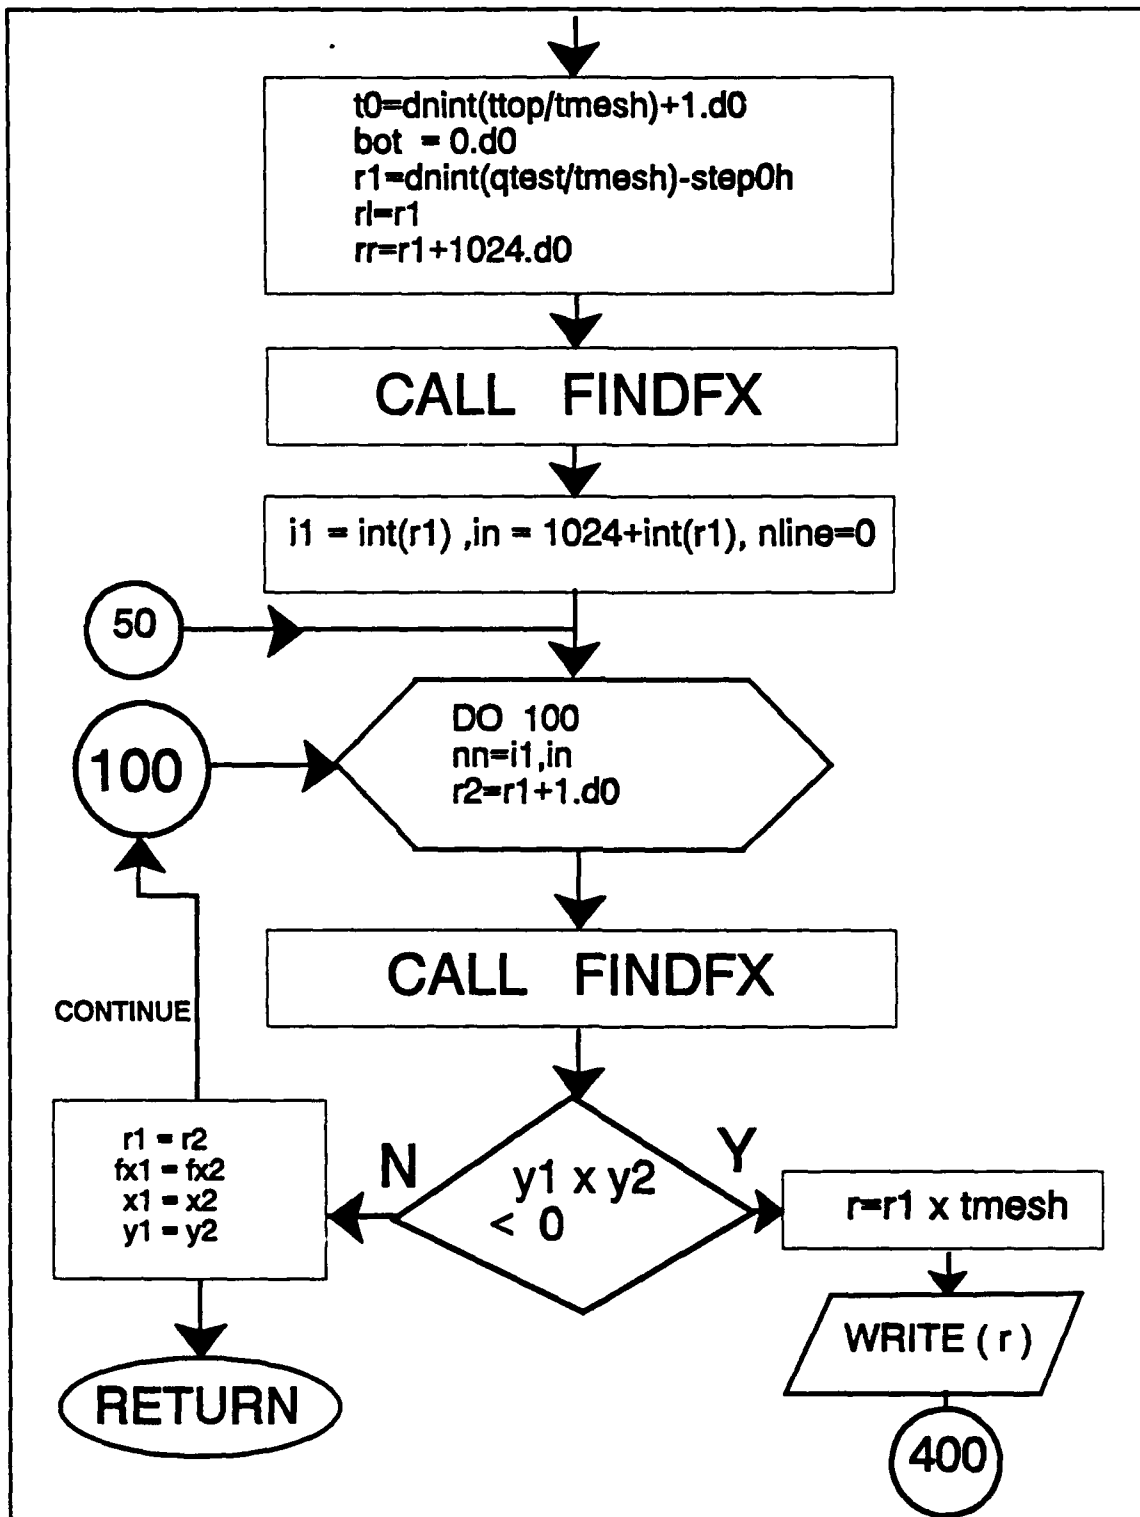 t0=dnint(ttop/tmesh)+1.d0
bot = 0.d0
r1=dnint(qtest/tmesh)-step0h
rl=r1
rr=r1+1024.d0
CALL FINDFX
i1 = int(r1) ,in = 1024+int(r1), nline=0
50
DO 100
nn=i1,in
r2=r1+1.d0
100
CALL FINDFX
CONTINUE
y1 x y2
< 0
N
Y
r1 = r2
fx1 = fx2
x1 = x2
y1 = y2
r=r1 x tmesh
WRITE ( r )
RETURN
400